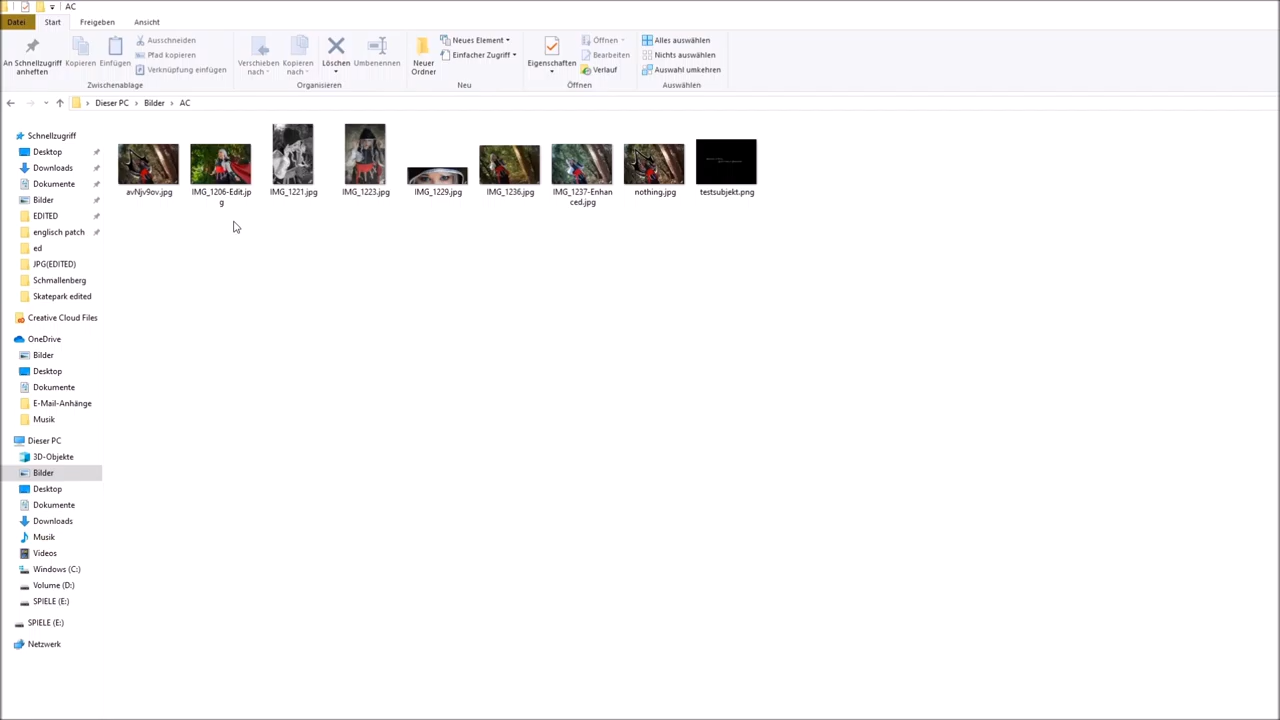 AC
Datei Start Freigeben Ansicht
An Schnellzugriff anheften
Kopieren
Einfügen
Ausschneiden
Pfad kopieren
Verknüpfung einfügen
Zwischenablage
Verschieben nach
Kopieren nach
Löschen
Umbenennen
Organisieren
Neuer Ordner
Neues Element
Einfacher Zugriff
Neu
Eigenschaften
Öffnen
Bearbeiten
Verlauf
Öffnen
Alles auswählen
Nichts auswählen
Auswahl umkehren
Auswählen
Dieser PC Bilder AC
Schnellzugriff
Desktop
Downloads
Dokumente
Bilder
EDITED
englisch patch
ed
JPG(EDITED)
Schmallenberg
Skatepark edited
Creative Cloud Files
OneDrive
Bilder
Desktop
Dokumente
E-Mail-Anhänge
Musik
Dieser PC
3D-Objekte
Bilder
Desktop
Dokumente
Downloads
Musik
Videos
Windows (C:)
Volume (D:)
SPIELE (E:)
SPIELE (E:)
Netzwerk
avNjv9ov.jpg
IMG_1206-Edit.jp
g
IMG_1221.jpg
IMG_1223.jpg
IMG_1229.jpg
IMG_1236.jpg
IMG_1237-Enhan
ced.jpg
nothing.jpg
testsubjekt.png